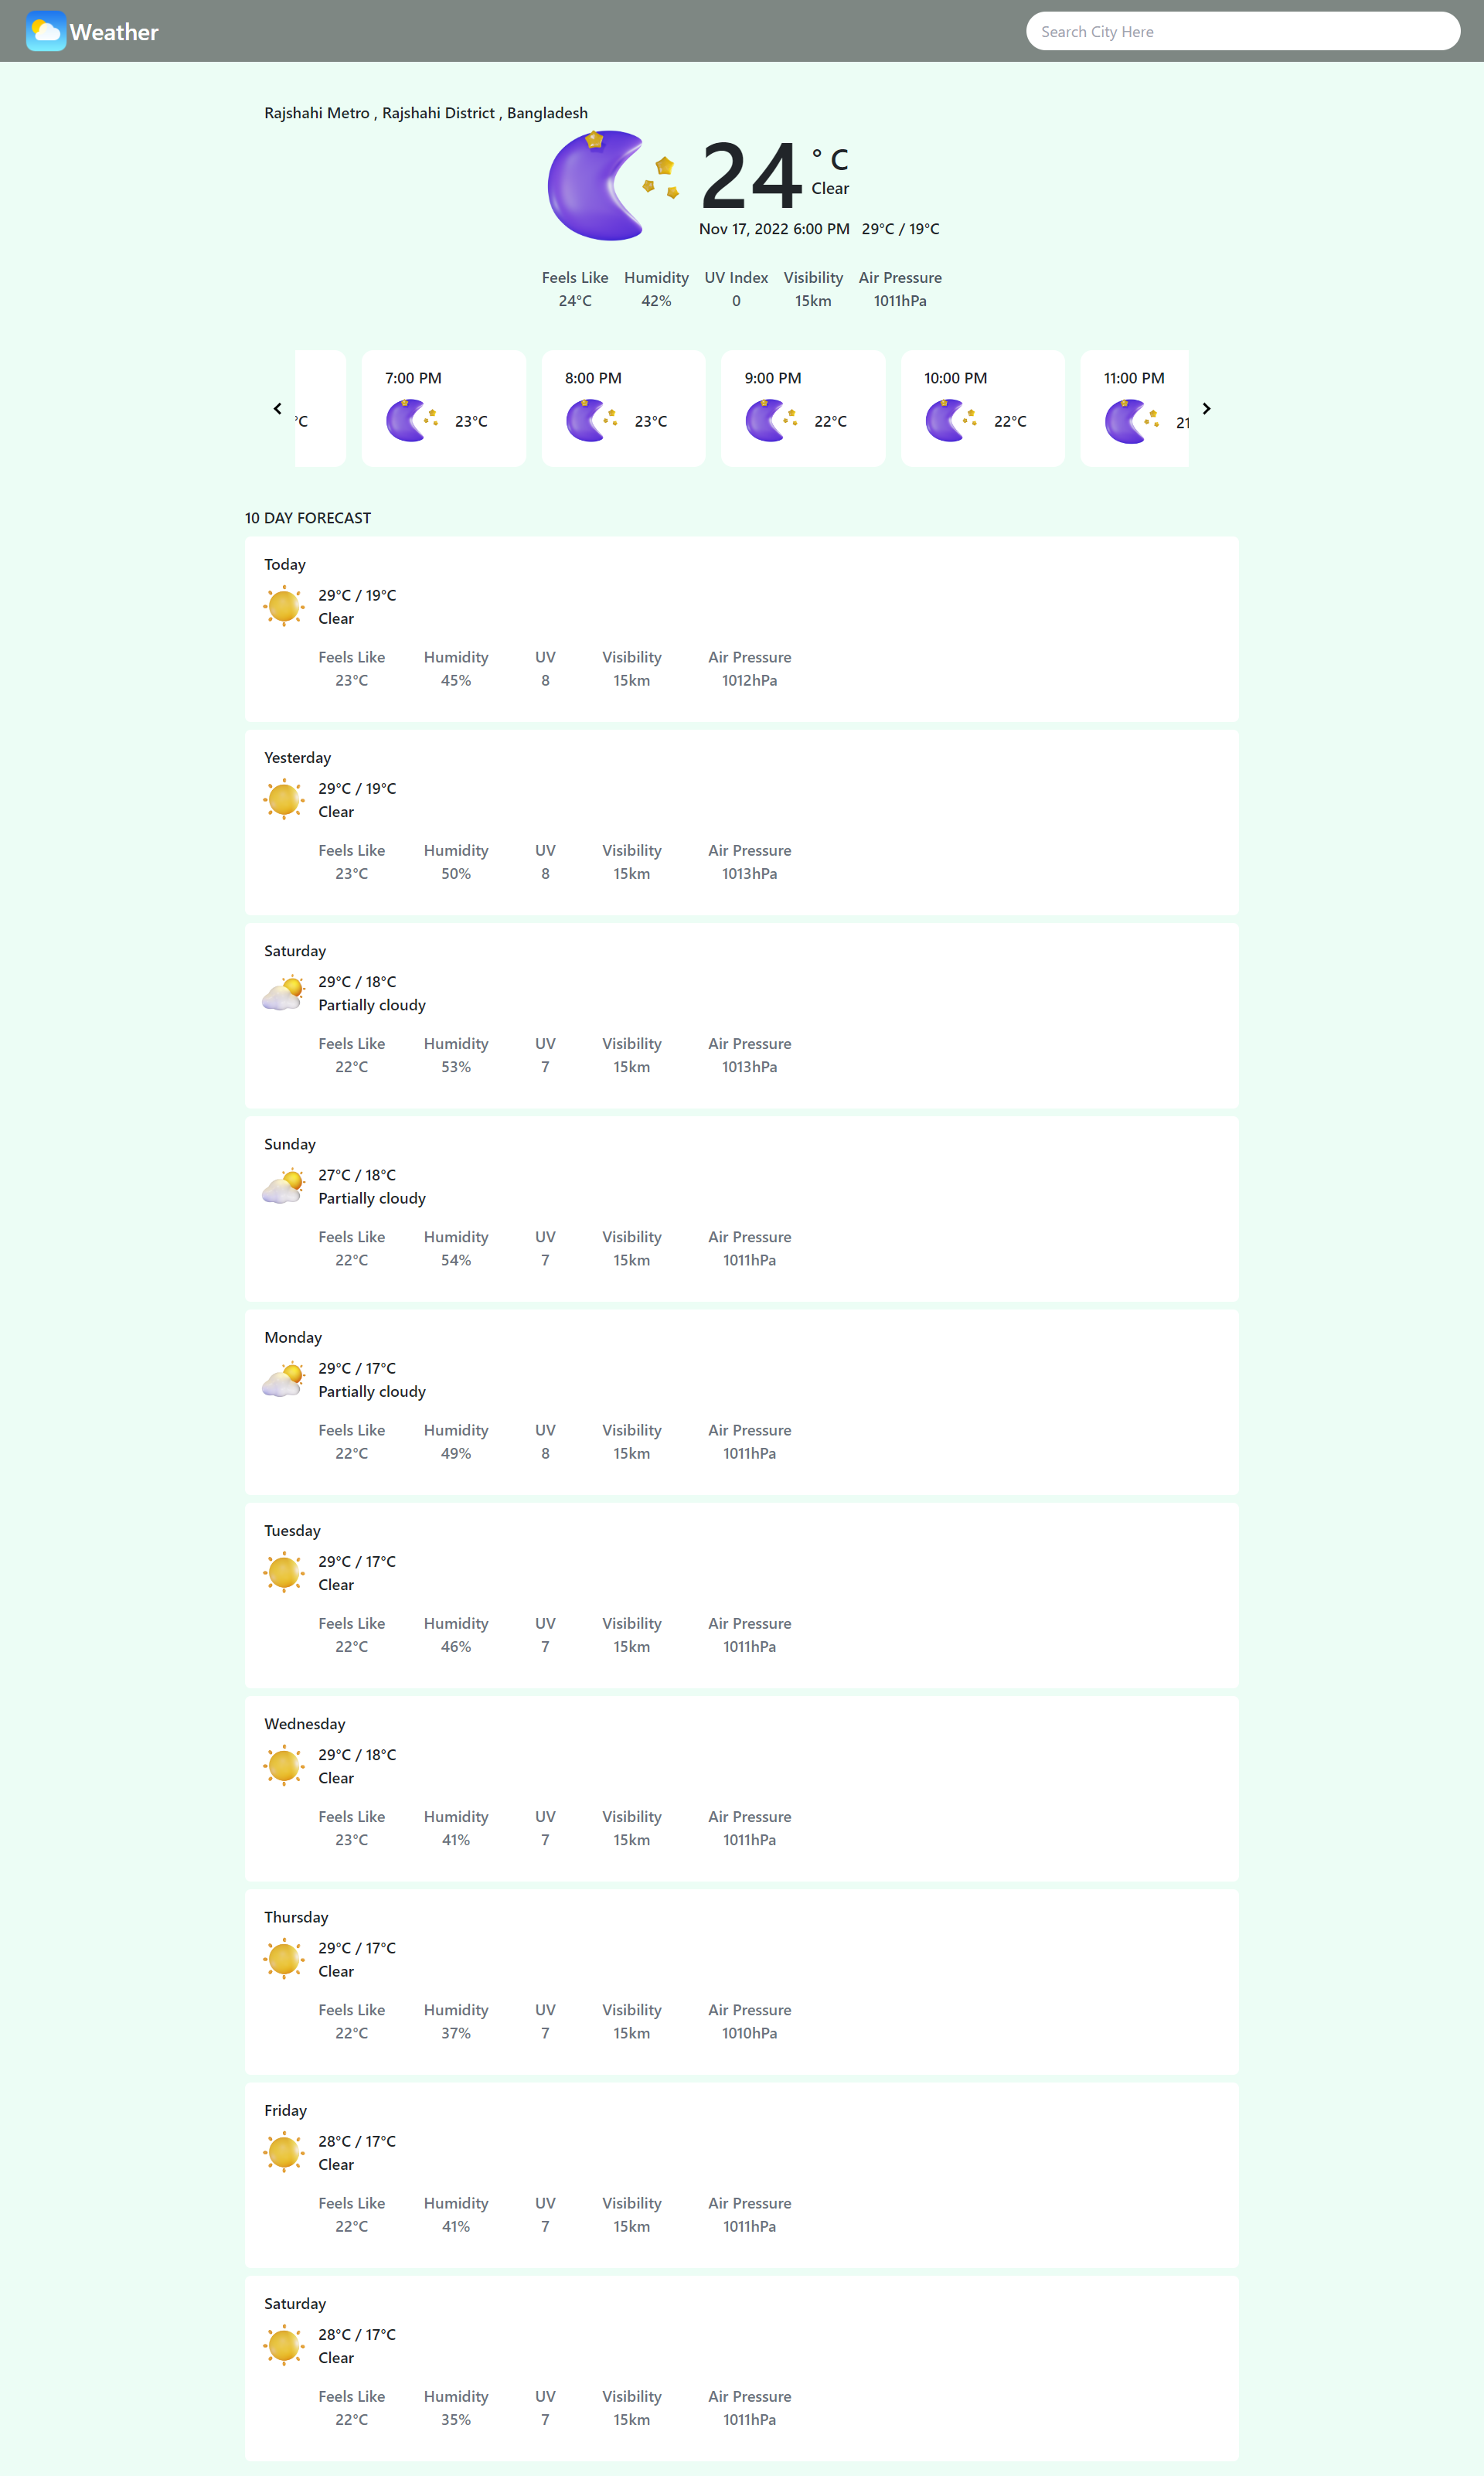 Weather
Search City Here
Rajshahi Metro , Rajshahi District , Bangladesh
24 ° C
Clear
Nov 17, 2022 6:00 PM 29°C / 19°C
Feels Like Humidity UV Index Visibility Air Pressure
24°C 42% 0 15km 1011hPa
7:00 PM 8:00 PM 9:00 PM 10:00 PM 11:00 PM
°C 23°C 23°C 22°C 22°C 21
10 DAY FORECAST
Today
29°C / 19°C
Clear
Feels Like Humidity UV Visibility Air Pressure
23°C 45% 8 15km 1012hPa
Yesterday
29°C / 19°C
Clear
Feels Like Humidity UV Visibility Air Pressure
23°C 50% 8 15km 1013hPa
Saturday
29°C / 18°C
Partially cloudy
Feels Like Humidity UV Visibility Air Pressure
22°C 53% 7 15km 1013hPa
Sunday
27°C / 18°C
Partially cloudy
Feels Like Humidity UV Visibility Air Pressure
22°C 54% 7 15km 1011hPa
Monday
29°C / 17°C
Partially cloudy
Feels Like Humidity UV Visibility Air Pressure
22°C 49% 8 15km 1011hPa
Tuesday
29°C / 17°C
Clear
Feels Like Humidity UV Visibility Air Pressure
22°C 46% 7 15km 1011hPa
Wednesday
29°C / 18°C
Clear
Feels Like Humidity UV Visibility Air Pressure
23°C 41% 7 15km 1011hPa
Thursday
29°C / 17°C
Clear
Feels Like Humidity UV Visibility Air Pressure
22°C 37% 7 15km 1010hPa
Friday
28°C / 17°C
Clear
Feels Like Humidity UV Visibility Air Pressure
22°C 41% 7 15km 1011hPa
Saturday
28°C / 17°C
Clear
Feels Like Humidity UV Visibility Air Pressure
22°C 35% 7 15km 1011hPa